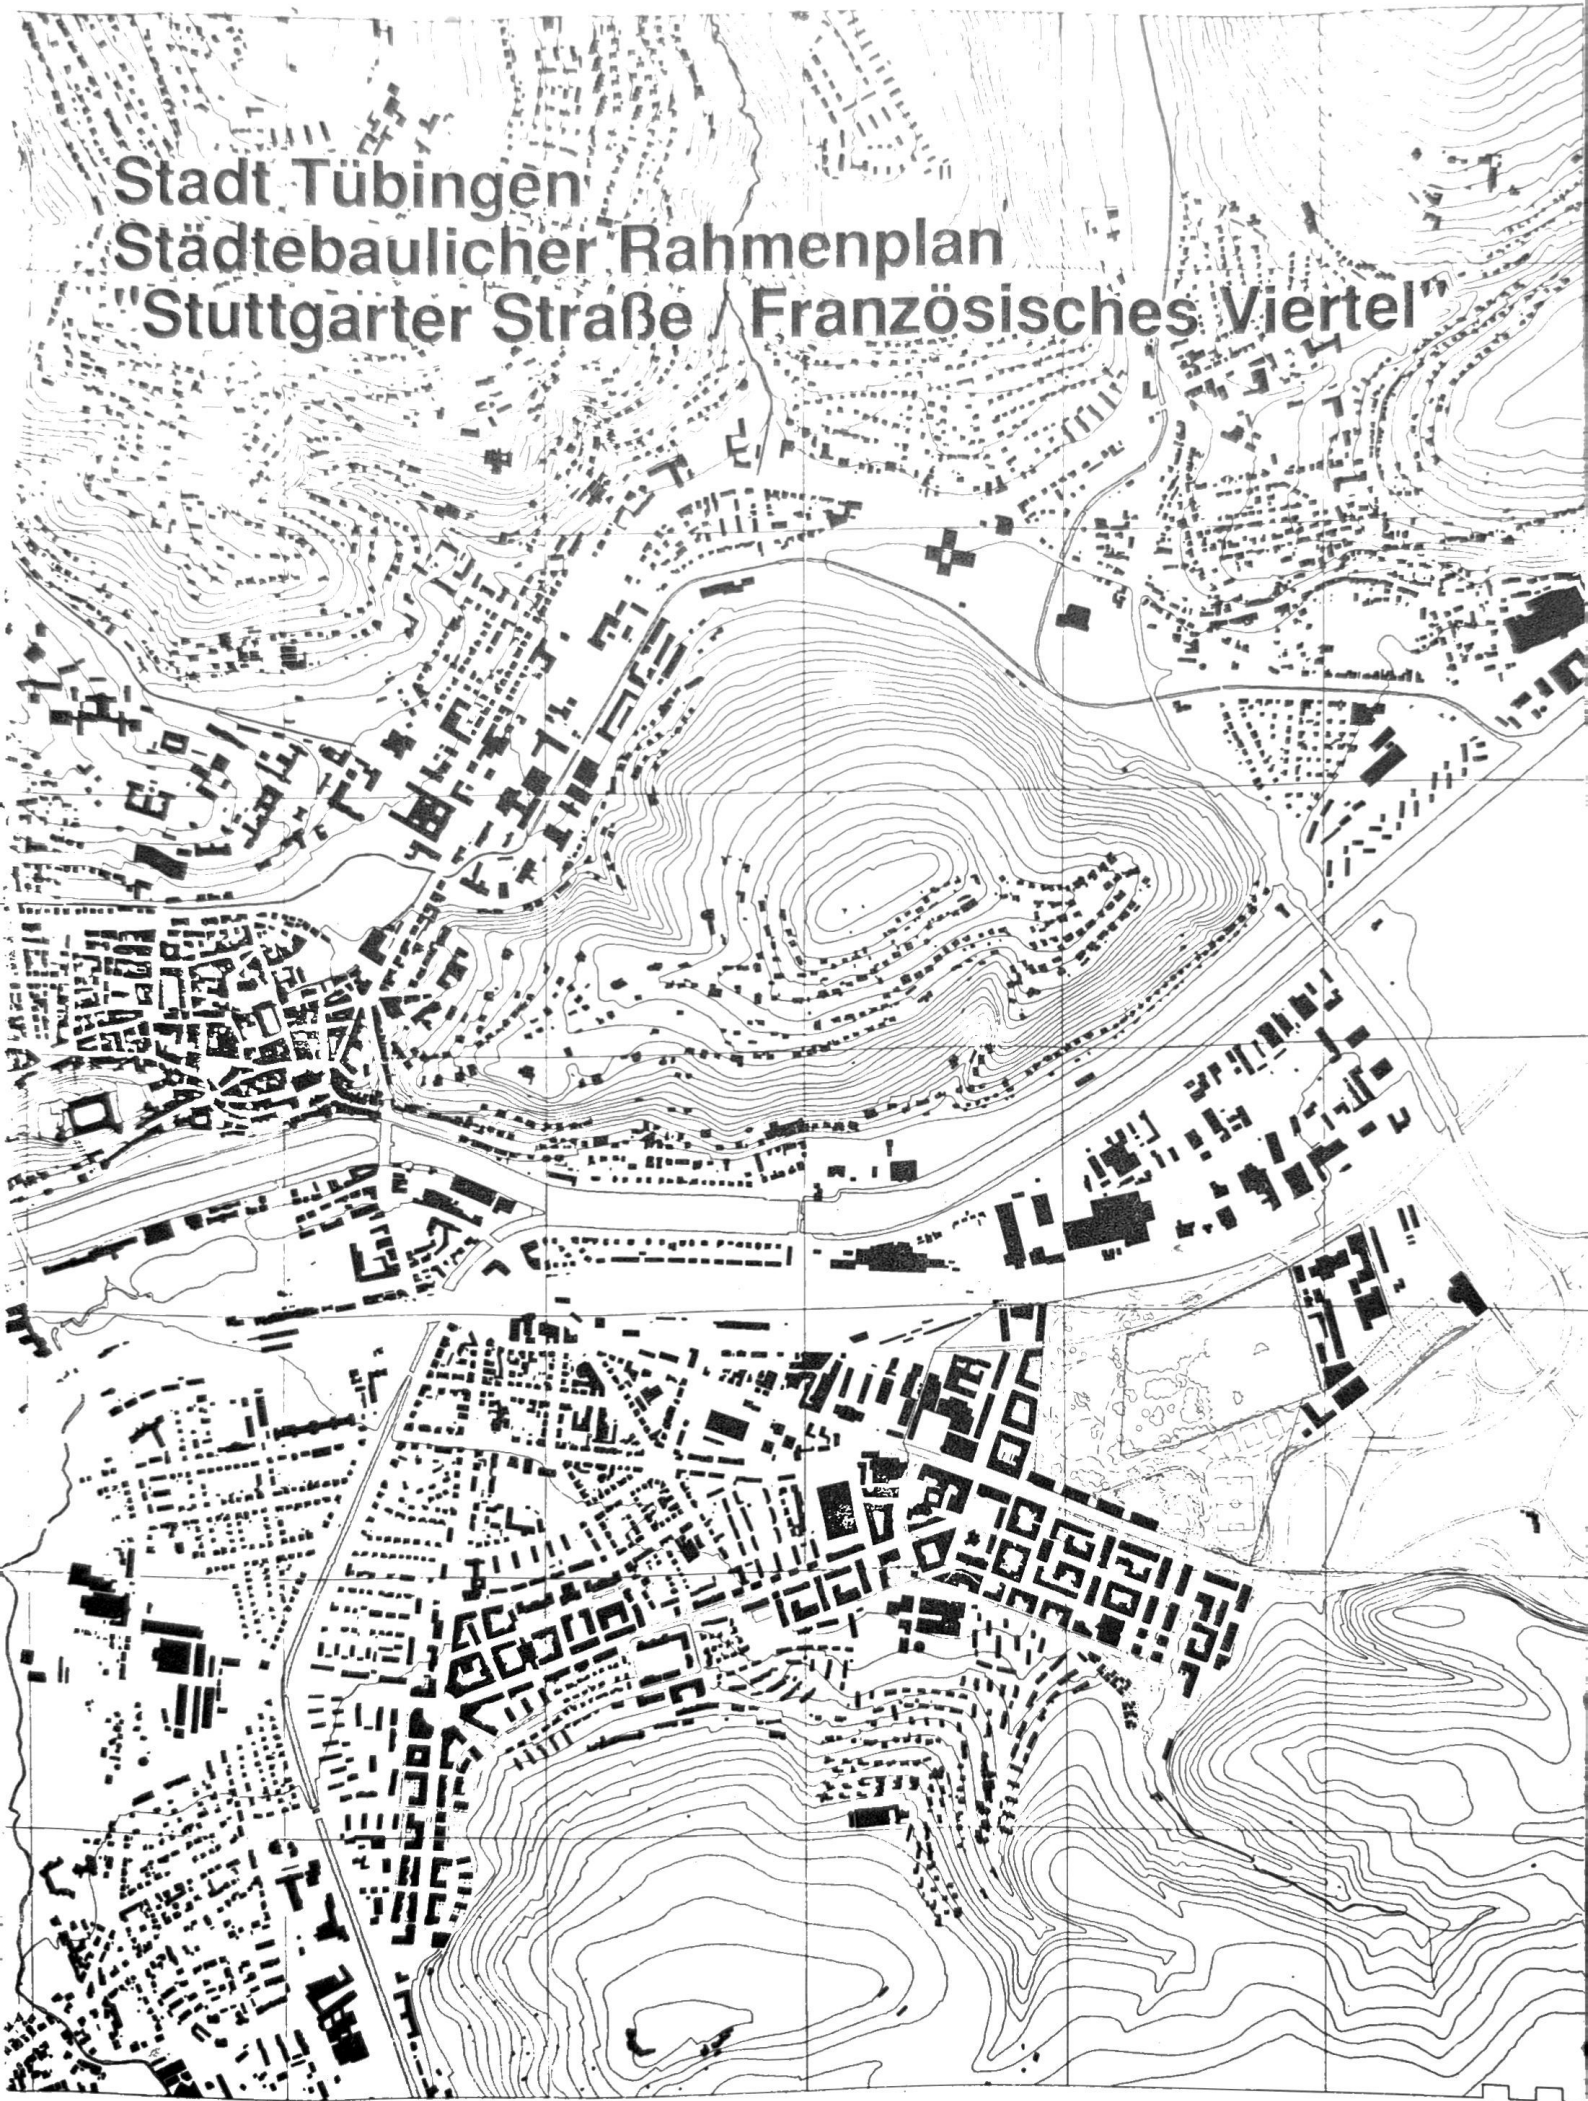 Stadt Tübingen
Städtebaulicher Rahmenplan
"Stuttgarter Straße / Französisches Viertel"